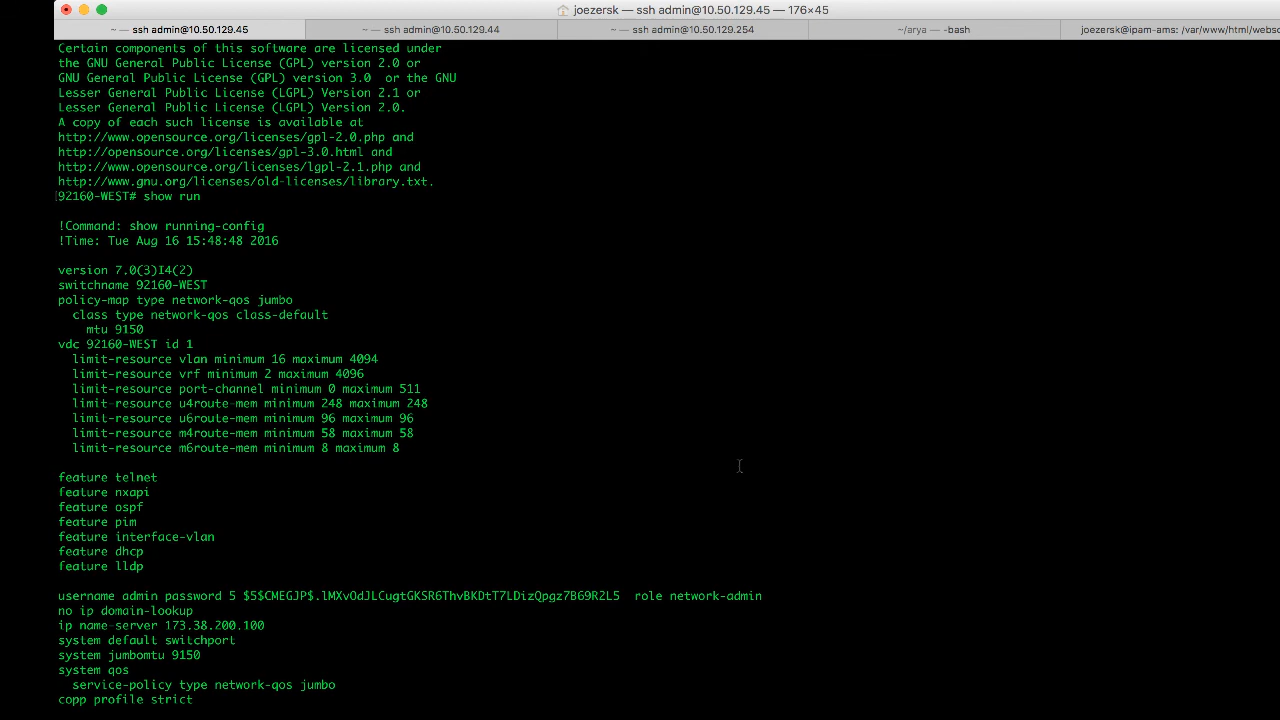 joezersk — ssh admin@10.50.129.45 — 176×45
~ — ssh admin@10.50.129.45
~ — ssh admin@10.50.129.44
~ — ssh admin@10.50.129.254
~/arya — -bash
joezersk@ipam-ams: /var/www/html/webso
Certain components of this software are licensed under
the GNU General Public License (GPL) version 2.0 or
GNU General Public License (GPL) version 3.0  or the GNU
Lesser General Public License (LGPL) Version 2.1 or
Lesser General Public License (LGPL) Version 2.0.
A copy of each such license is available at
http://www.opensource.org/licenses/gpl-2.0.php and
http://opensource.org/licenses/gpl-3.0.html and
http://www.opensource.org/licenses/lgpl-2.1.php and
http://www.gnu.org/licenses/old-licenses/library.txt.
92160-WEST# show run
!Command: show running-config
!Time: Tue Aug 16 15:48:48 2016
version 7.0(3)I4(2)
switchname 92160-WEST
policy-map type network-qos jumbo
  class type network-qos class-default
    mtu 9150
vdc 92160-WEST id 1
  limit-resource vlan minimum 16 maximum 4094
  limit-resource vrf minimum 2 maximum 4096
  limit-resource port-channel minimum 0 maximum 511
  limit-resource u4route-mem minimum 248 maximum 248
  limit-resource u6route-mem minimum 96 maximum 96
  limit-resource m4route-mem minimum 58 maximum 58
  limit-resource m6route-mem minimum 8 maximum 8
feature telnet
feature nxapi
feature ospf
feature pim
feature interface-vlan
feature dhcp
feature lldp
username admin password 5 $5$CMEGJP$.lMXvOdJLCugtGKSR6ThvBKDtT7LDizQpgz7B69R2L5  role network-admin
no ip domain-lookup
ip name-server 173.38.200.100
system default switchport
system jumbomtu 9150
system qos
  service-policy type network-qos jumbo
copp profile strict